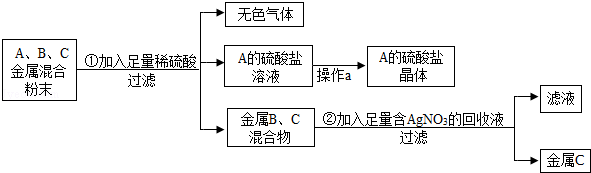 无色气体
A、B、C
金属混合
粉末
①加入足量稀硫酸
过滤
A的硫酸盐
溶液
操作a
A的硫酸盐
晶体
金属B、C
混合物
②加入足量含AgNO₃的回收液
过滤
滤液
金属C